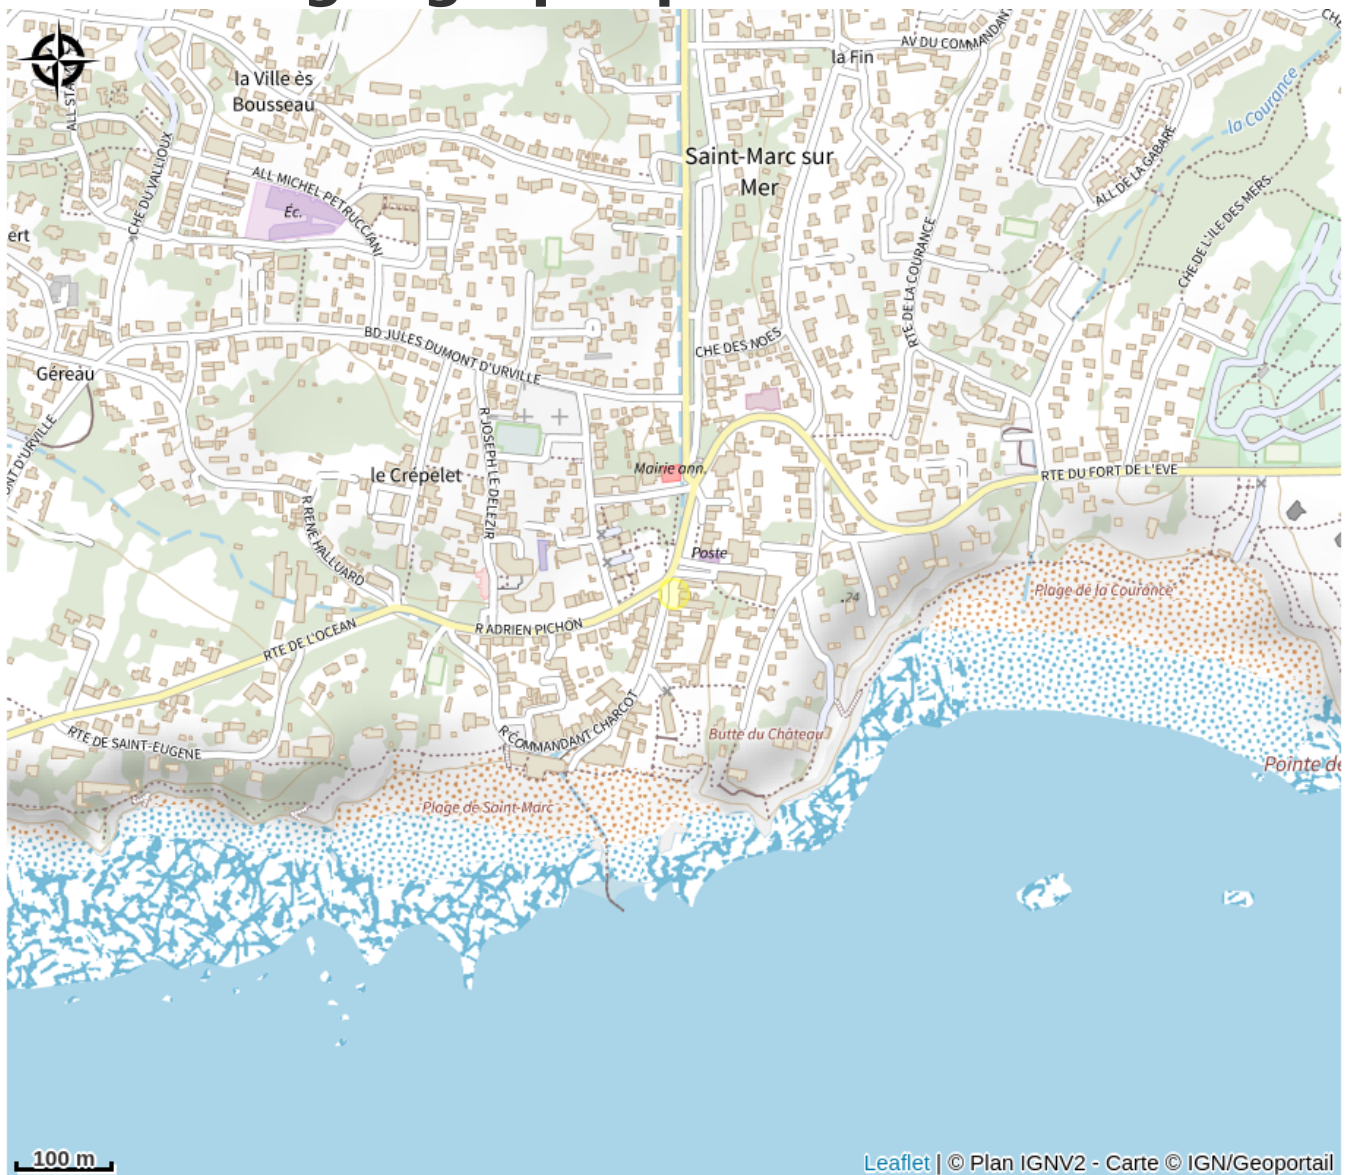 la Fin
AV DU COMMANDANT
la Ville ès
Bousseau
la Courance
Saint-Marc sur
Mer
CHE DU VALLIOUX
ALL MICHEL PETRUCCIANI
Éc.
ALL DE LA GABARE
CHE DE L'ILE DES MERS
ert
RTE DE LA COURANCE
BD JULES DUMONT D'URVILLE
CHE DES NOES
Géreau
ONT D'URVILLE
R JOSEPH LE DELEZIR
le Crépelet
Mairie ann.
RTE DU FORT DE L'EVE
R RENE HALLUARD
Poste
24
Plage de la Courance
RTE DE L'OCEAN
R ADRIEN PICHON
RTE DE SAINT-EUGENE
R COMMANDANT CHARCOT
Butte du Château
Pointe de
Plage de Saint-Marc
100 m
Leaflet | © Plan IGNV2 - Carte © IGN/Geoportail